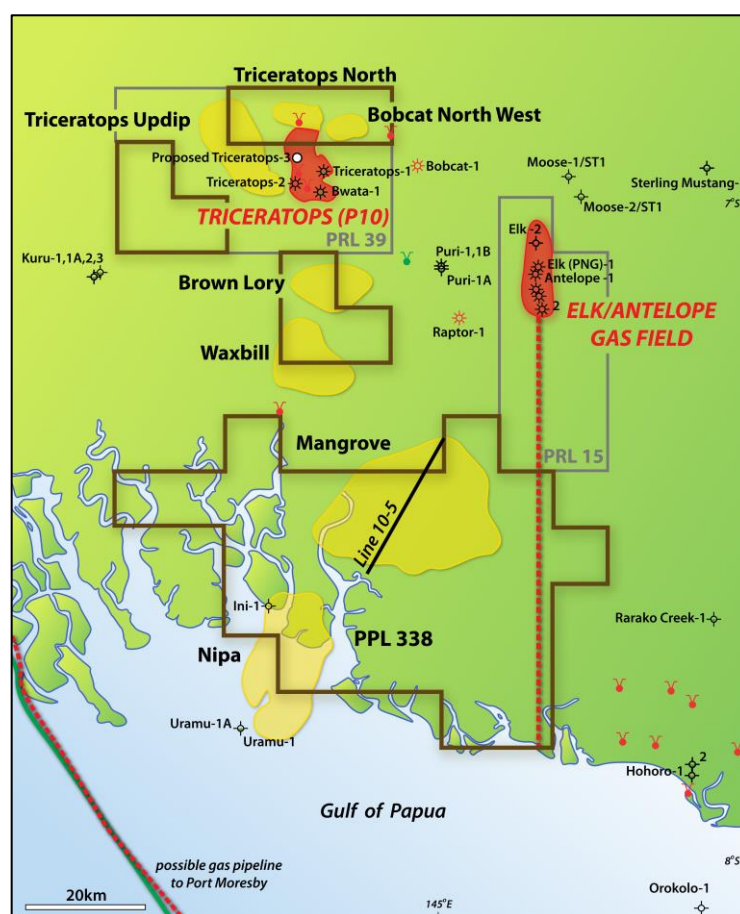 Triceratops North
Triceratops Updip
Bobcat North West
Proposed Triceratops-3
Triceratops-1
Bobcat-1
Moose-1/ST1
Sterling Mustang-
7°S
Triceratops-2
Bwata-1
Moose-2/ST1
TRICERATOPS (P10)
PRL 39
Elk-2
Kuru-1,1A,2,3
Puri-1,1B
Puri-1A
Elk (PNG)-1
Antelope -1
2
Brown Lory
ELK/ANTELOPE
GAS FIELD
Raptor-1
Waxbill
Mangrove
PRL 15
Line 10-5
Ini-1
Rarako Creek-1
PPL 338
Nipa
Uramu-1A
Uramu-1
2
Hohoro-1
Gulf of Papua
possible gas pipeline
to Port Moresby
8°S
20km
145°E
Orokolo-1